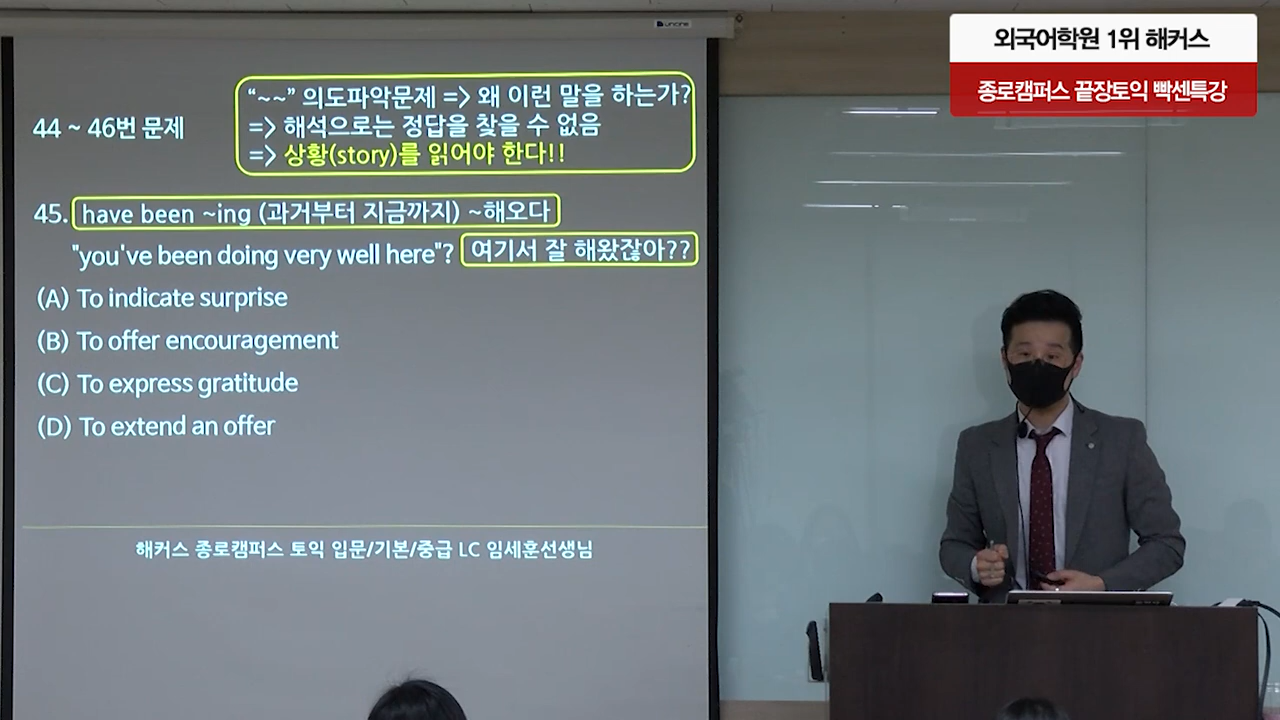 UNCINE
외국어학원 1위 해커스
종로캠퍼스 끝장토익 빡센특강
44 ~ 46번 문제
“~~” 의도파악문제 => 왜 이런 말을 하는가?
=> 해석으로는 정답을 찾을 수 없음
=> 상황(story)를 읽어야 한다!!
45. have been ~ing (과거부터 지금까지) ~해오다
"you've been doing very well here"? 여기서 잘 해왔잖아??
(A) To indicate surprise
(B) To offer encouragement
(C) To express gratitude
(D) To extend an offer
해커스 종로캠퍼스 토익 입문/기본/중급 LC 임세훈선생님